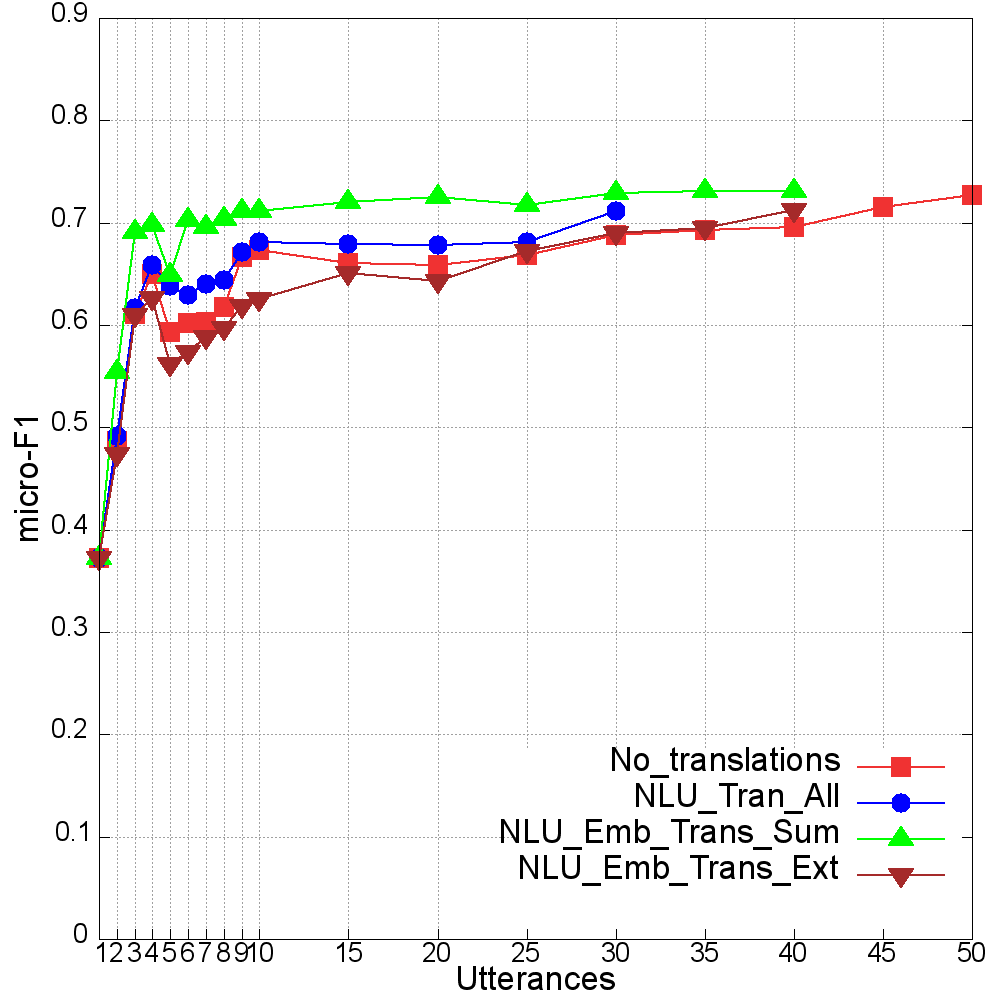 0.9
0.8
0.7
0.6
0.5
0.4
0.3
0.2
0.1
0
micro-F1
No_translations
NLU_Tran_All
NLU_Emb_Trans_Sum
NLU_Emb_Trans_Ext
1 2 3 4 5 6 7 8 9 10 15 20 25 30 35 40 45 50
Utterances